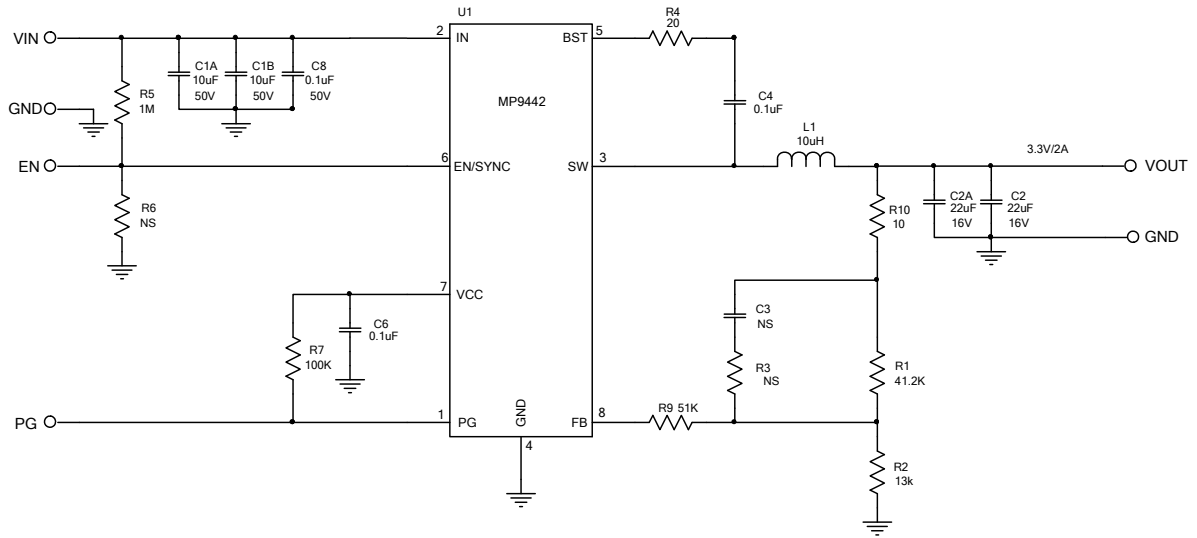 U1
VIN
2
IN
BST
5
R4
20
C1A
10uF
50V
C1B
10uF
50V
C8
0.1uF
50V
R5
1M
GND
MP9442
C4
0.1uF
L1
10uH
EN
6
EN/SYNC
SW
3
3.3V/2A
VOUT
R6
NS
R10
10
C2A
22uF
16V
C2
22uF
16V
GND
7
VCC
C6
0.1uF
R7
100K
C3
NS
R3
NS
R1
41.2K
PG
1
PG
GND
4
FB
8
R9 51K
R2
13k